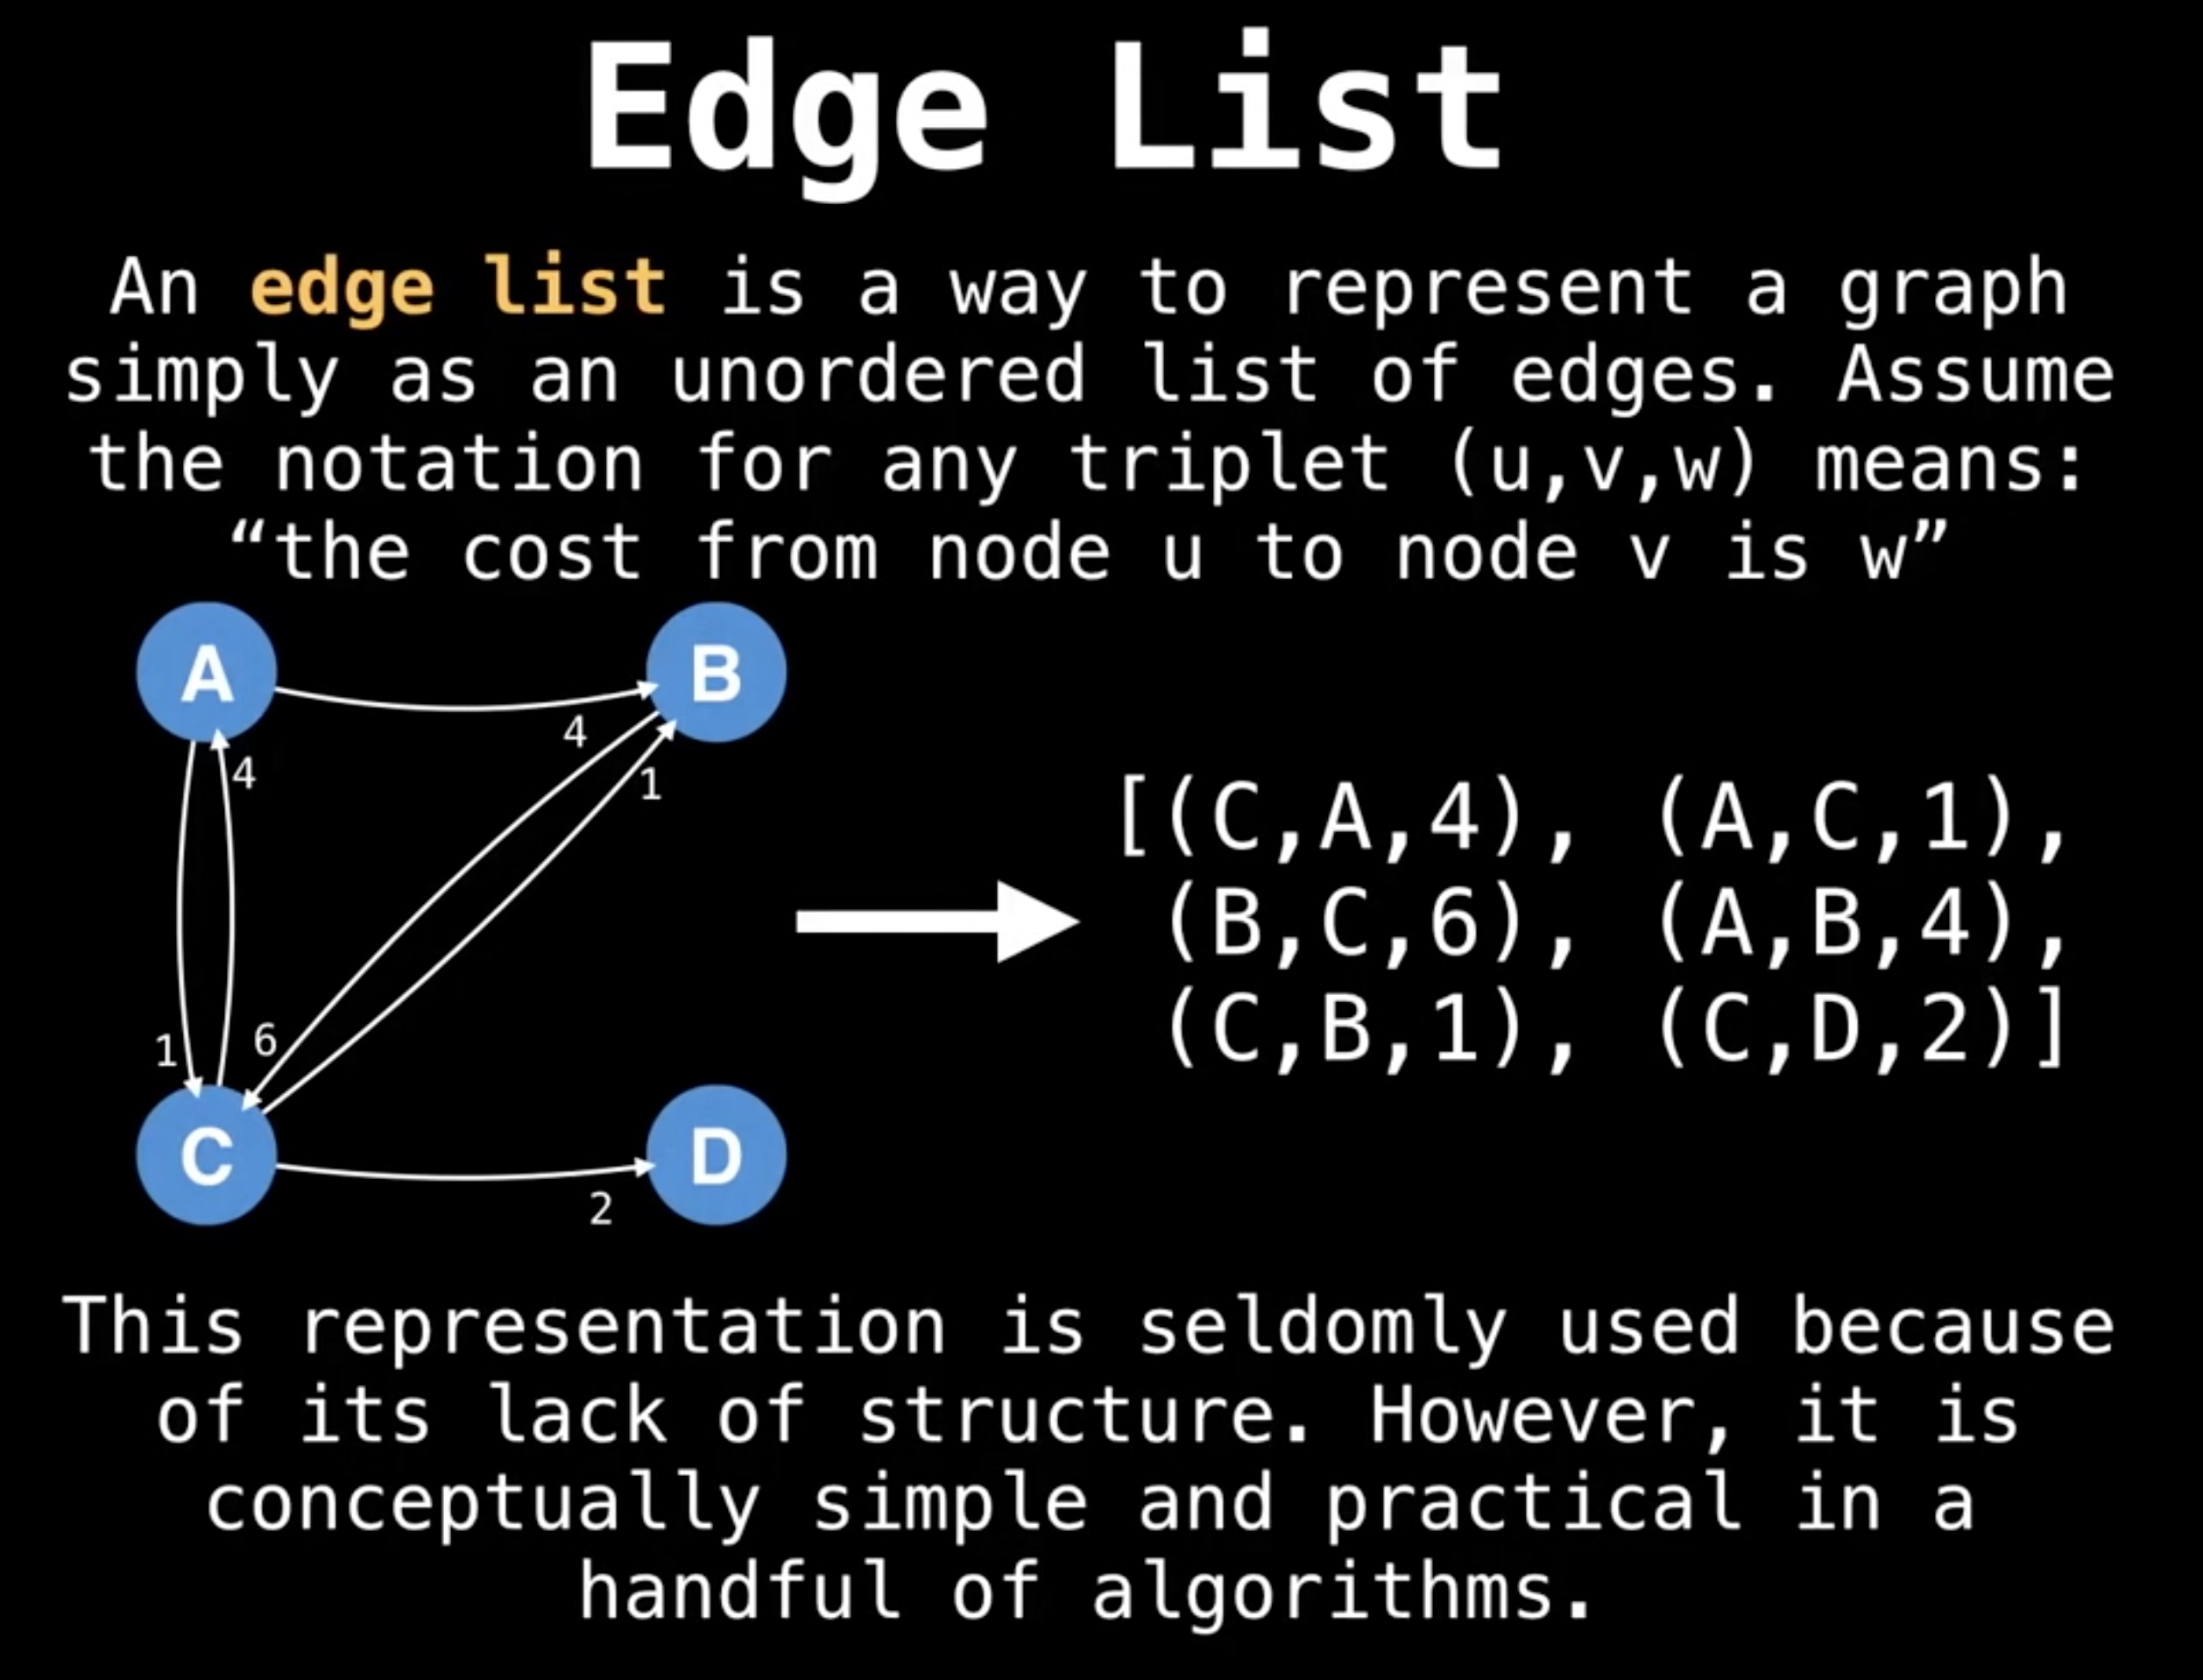 Edge List
An edge list is a way to represent a graph
simply as an unordered list of edges. Assume
the notation for any triplet (u,v,w) means:
“the cost from node u to node v is w”
A
B
4
4
1
1
6
C
D
2
[(C,A,4), (A,C,1),
(B,C,6), (A,B,4),
(C,B,1), (C,D,2)]
This representation is seldomly used because
of its lack of structure. However, it is
conceptually simple and practical in a
handful of algorithms.